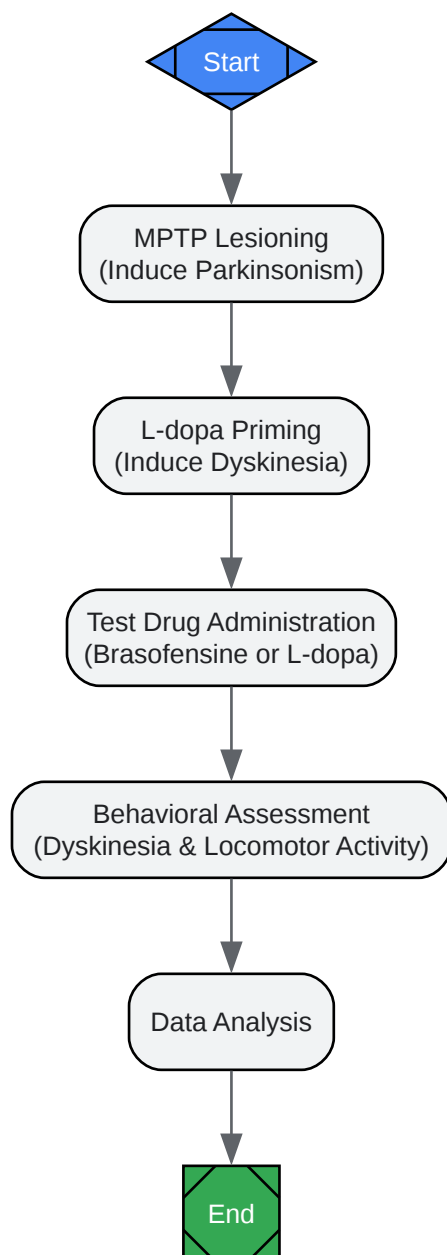 Start
MPTP Lesioning
(Induce Parkinsonism)
L-dopa Priming
(Induce Dyskinesia)
Test Drug Administration
(Brasofensine or L-dopa)
Behavioral Assessment
(Dyskinesia & Locomotor Activity)
Data Analysis
End